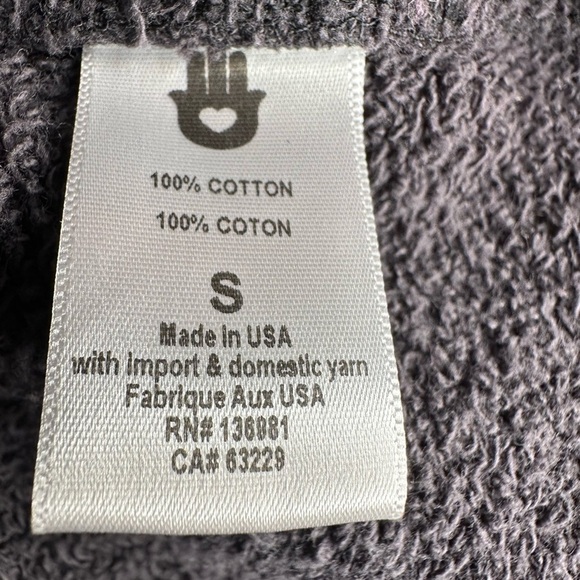 100% COTTON
100% COTON
S
Made In USA
with import & domestic yarn
Fabrique Aux USA
RN# 136981
CA# 63229